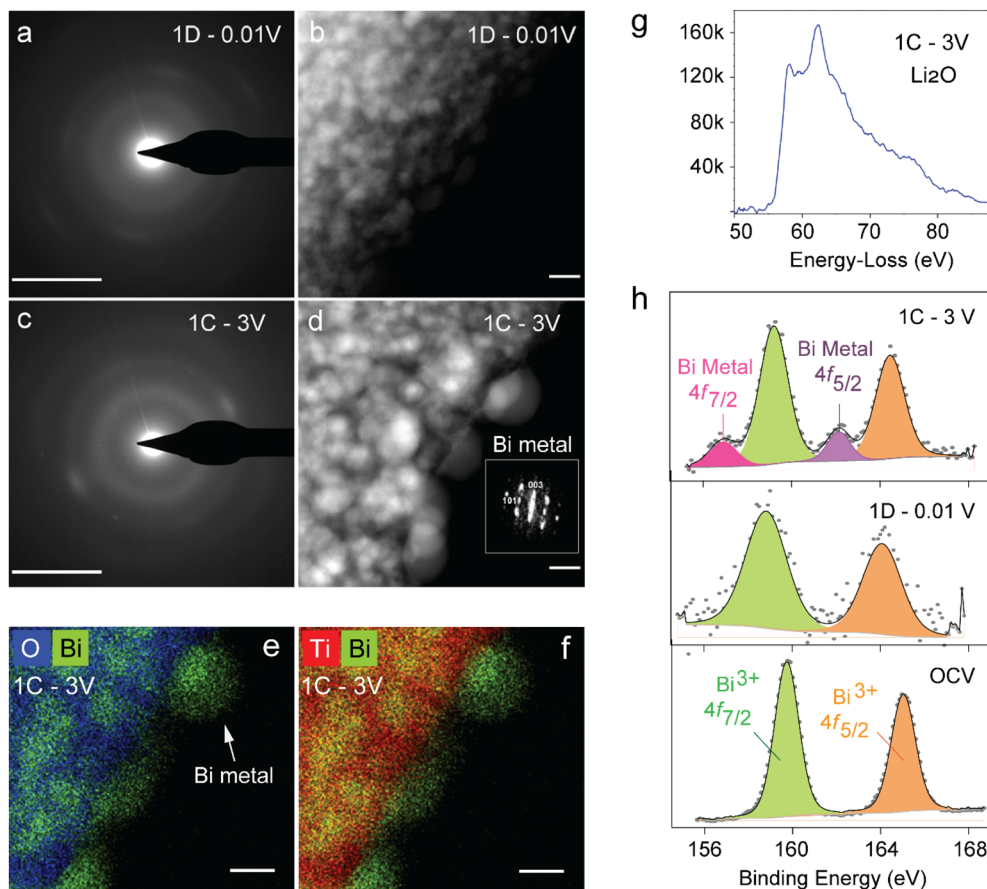 a
1D - 0.01V
b
1D - 0.01V
c
1C - 3V
d
1C - 3V
Bi metal
003
101
O Bi
e
1C - 3V
Bi metal
Ti Bi
f
1C - 3V
g
160k
120k
80k
40k
1C - 3V
Li2O
50 60 70 80
Energy-Loss (eV)
h
1C - 3 V
Bi Metal
4f7/2
Bi Metal
4f5/2
1D - 0.01 V
OCV
Bi3+
4f7/2
Bi3+
4f5/2
156 160 164 168
Binding Energy (eV)